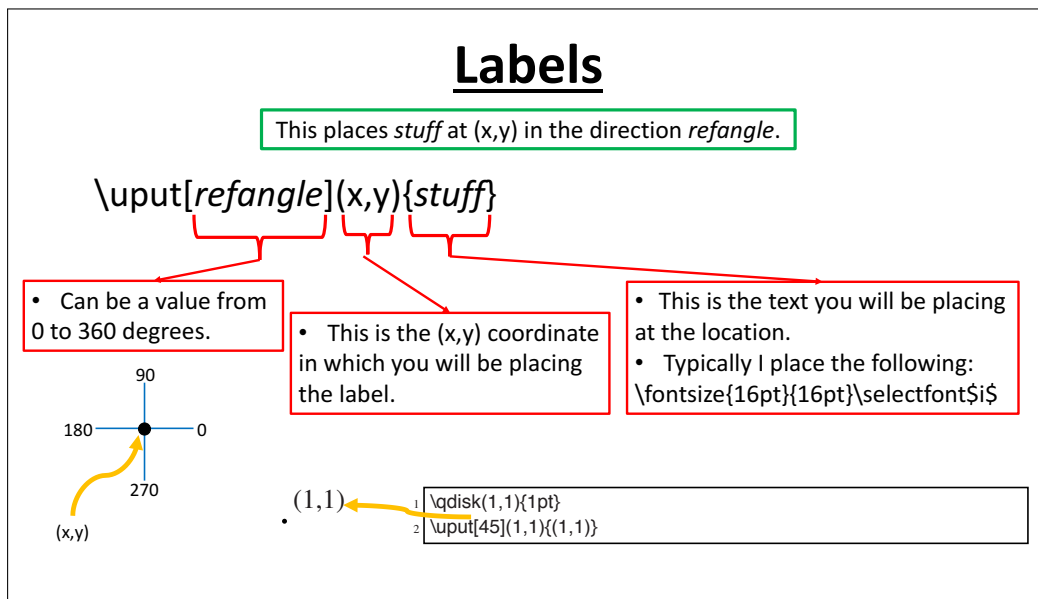 Labels
This places stuff at (x,y) in the direction refangle.
\uput[refangle](x,y){stuff}
• Can be a value from
0 to 360 degrees.
• This is the (x,y) coordinate
in which you will be placing
the label.
• This is the text you will be placing
at the location.
• Typically I place the following:
\fontsize{16pt}{16pt}\selectfont$i$
90
180
0
270
(x,y)
(1,1)
1 \qdisk(1,1){1pt}
2 \uput[45](1,1){(1,1)}